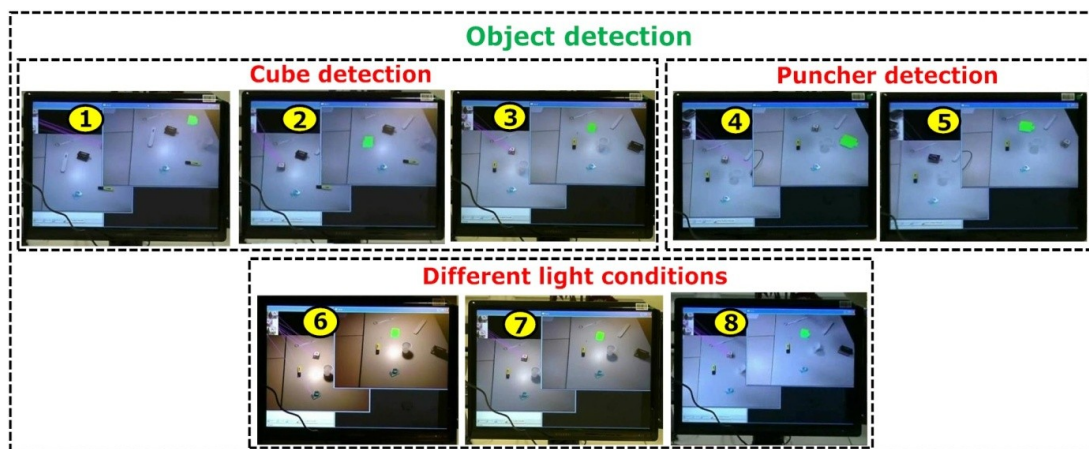 Object detection
Cube detection
Puncher detection
1
2
3
4
5
Different light conditions
6
7
8